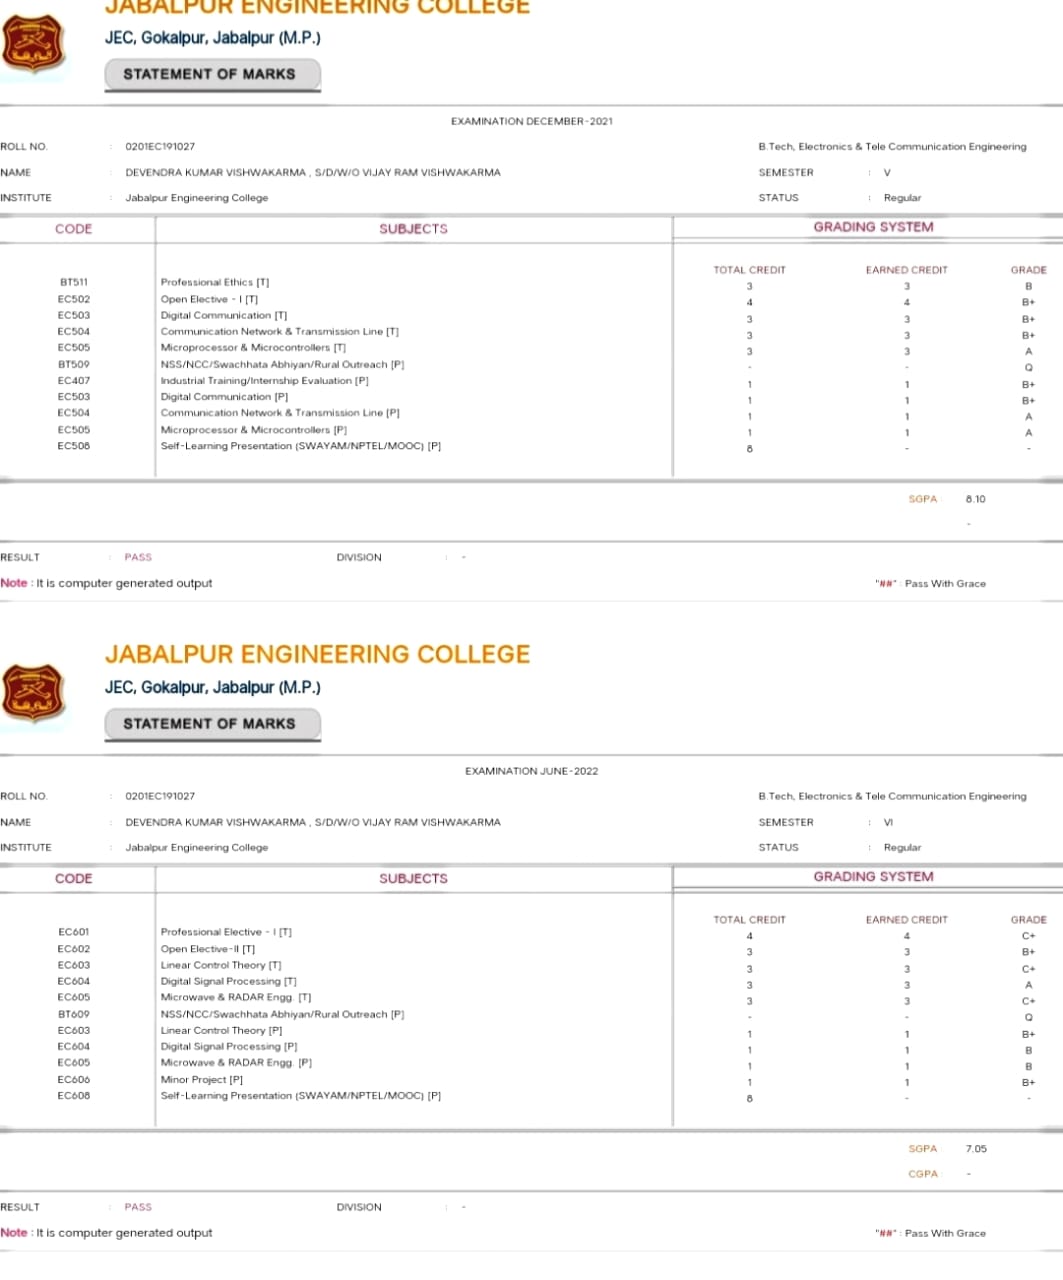 JABALPUR ENGINEERING COLLEGE
JEC, Gokalpur, Jabalpur (M.P.)
STATEMENT OF MARKS
EXAMINATION DECEMBER-2021
ROLL NO. : 0201EC191027 B.Tech, Electronics & Tele Communication Engineering
NAME : DEVENDRA KUMAR VISHWAKARMA , S/D/W/O VIJAY RAM VISHWAKARMA SEMESTER : V
INSTITUTE : Jabalpur Engineering College STATUS : Regular
CODE SUBJECTS GRADING SYSTEM
TOTAL CREDIT EARNED CREDIT GRADE
BT511 Professional Ethics [T] 3 3 B
EC502 Open Elective - I [T] 4 4 B+
EC503 Digital Communication [T] 3 3 B+
EC504 Communication Network & Transmission Line [T] 3 3 B+
EC505 Microprocessor & Microcontrollers [T] 3 3 A
BT509 NSS/NCC/Swachhata Abhiyan/Rural Outreach [P] - - Q
EC407 Industrial Training/Internship Evaluation [P] 1 1 B+
EC503 Digital Communication [P] 1 1 B+
EC504 Communication Network & Transmission Line [P] 1 1 A
EC505 Microprocessor & Microcontrollers [P] 1 1 A
EC508 Self-Learning Presentation (SWAYAM/NPTEL/MOOC) [P] 8 - -
SGPA 8.10
-
RESULT : PASS DIVISION : -
Note : It is computer generated output "##" : Pass With Grace
JABALPUR ENGINEERING COLLEGE
JEC, Gokalpur, Jabalpur (M.P.)
STATEMENT OF MARKS
EXAMINATION JUNE-2022
ROLL NO. : 0201EC191027 B.Tech, Electronics & Tele Communication Engineering
NAME : DEVENDRA KUMAR VISHWAKARMA , S/D/W/O VIJAY RAM VISHWAKARMA SEMESTER : VI
INSTITUTE : Jabalpur Engineering College STATUS : Regular
CODE SUBJECTS GRADING SYSTEM
TOTAL CREDIT EARNED CREDIT GRADE
EC601 Professional Elective - I [T] 4 4 C+
EC602 Open Elective-II [T] 3 3 B+
EC603 Linear Control Theory [T] 3 3 C+
EC604 Digital Signal Processing [T] 3 3 A
EC605 Microwave & RADAR Engg. [T] 3 3 C+
BT609 NSS/NCC/Swachhata Abhiyan/Rural Outreach [P] - - Q
EC603 Linear Control Theory [P] 1 1 B+
EC604 Digital Signal Processing [P] 1 1 B
EC605 Microwave & RADAR Engg. [P] 1 1 B
EC606 Minor Project [P] 1 1 B+
EC608 Self-Learning Presentation (SWAYAM/NPTEL/MOOC) [P] 8 - -
SGPA 7.05
CGPA -
RESULT : PASS DIVISION : -
Note : It is computer generated output "##" : Pass With Grace